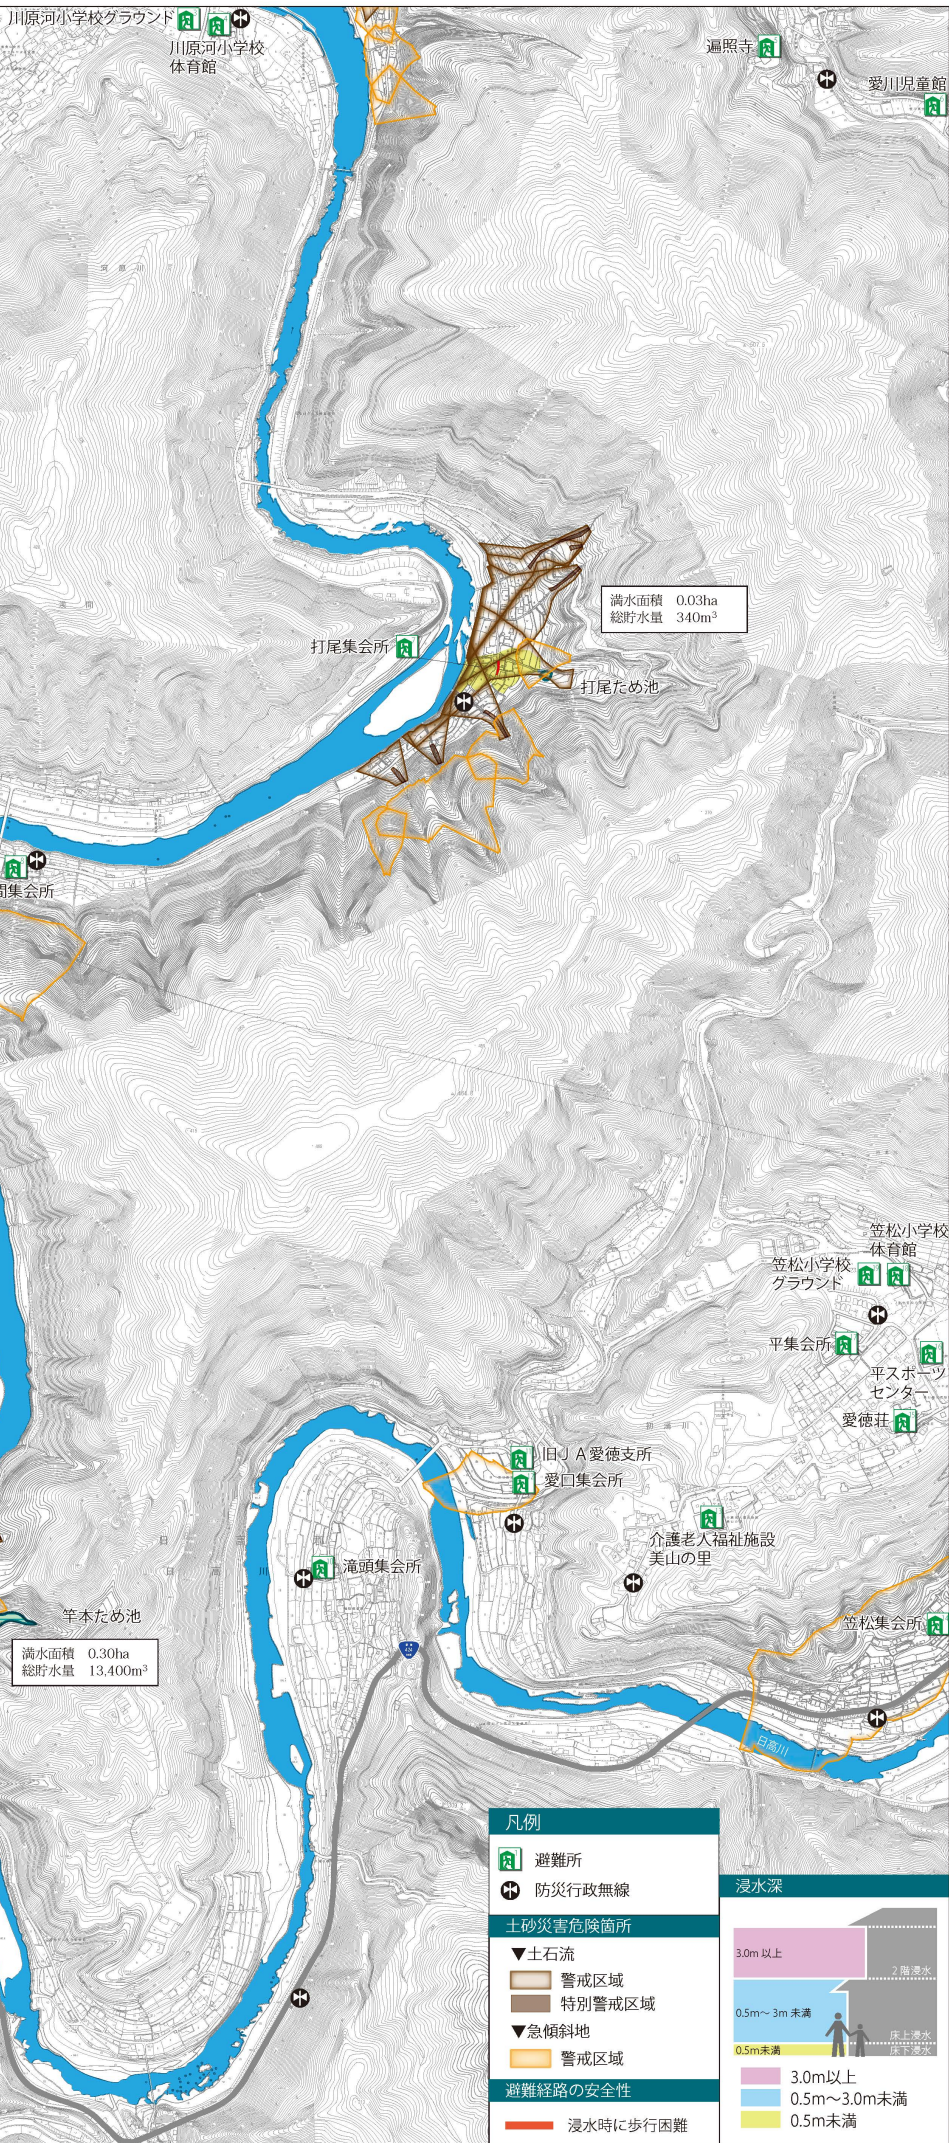 川原河小学校グラウンド
川原河小学校
体育館
遍照寺
愛川児童館
満水面積 0.03ha
総貯水量 340m³
打尾集会所
打尾ため池
間集会所
笠松小学校
体育館
笠松小学校
グラウンド
平集会所
平スポーツ
センター
愛徳荘
旧ＪＡ愛徳支所
愛口集会所
介護老人福祉施設
美山の里
滝頭集会所
笠松集会所
竿本ため池
満水面積 0.30ha
総貯水量 13,400m³
日高川
凡例
避難所
防災行政無線
土砂災害危険箇所
▼土石流
警戒区域
特別警戒区域
▼急傾斜地
警戒区域
避難経路の安全性
浸水時に歩行困難
浸水深
3.0m 以上
2 階浸水
0.5m～ 3m 未満
床上浸水
0.5m未満
床下浸水
3.0m以上
0.5m～3.0m未満
0.5m未満